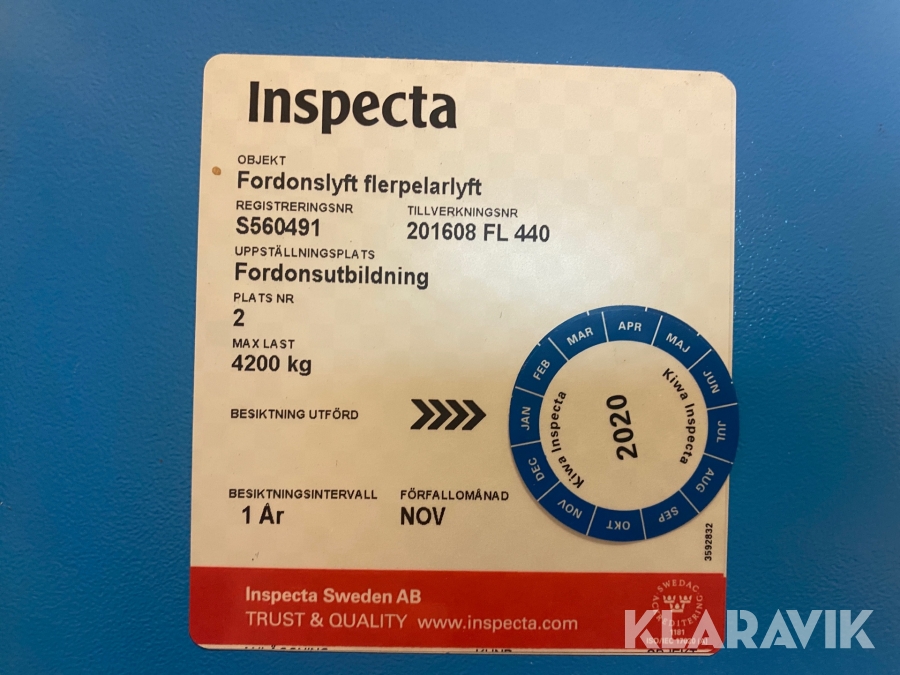 Inspecta
OBJEKT
Fordonslyft flerpelarlyft
REGISTRERINGSNR TILLVERKNINGSNR
S560491 201608 FL 440
UPPSTÄLLNINGSPLATS
Fordonsutbildning
PLATS NR
2
MAX LAST
4200 kg
BESIKTNING UTFÖRD
BESIKTNINGSINTERVALL FÖRFALLOMÅNAD
1 År NOV
JAN FEB MAR APR MAJ JUN JUL AUG SEP OKT NOV DEC
Kiwa Inspecta
2020
Kiwa Inspecta
3592832
Inspecta Sweden AB
TRUST & QUALITY www.inspecta.com
SWEDAC
1181
KLARAVIK